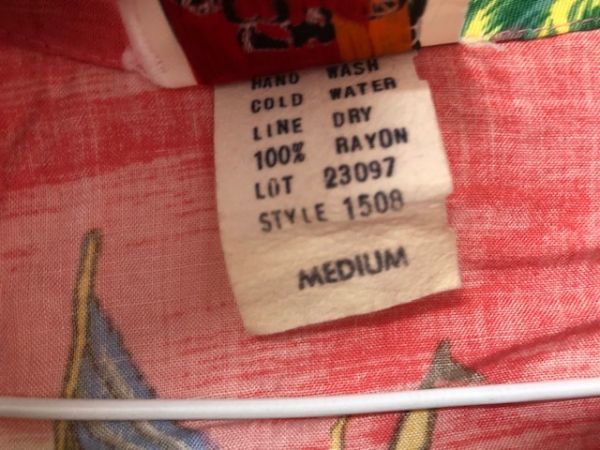 HAND WASH
COLD WATER
LINE DRY
100% RAYON
LOT 23097
STYLE 1508
MEDIUM